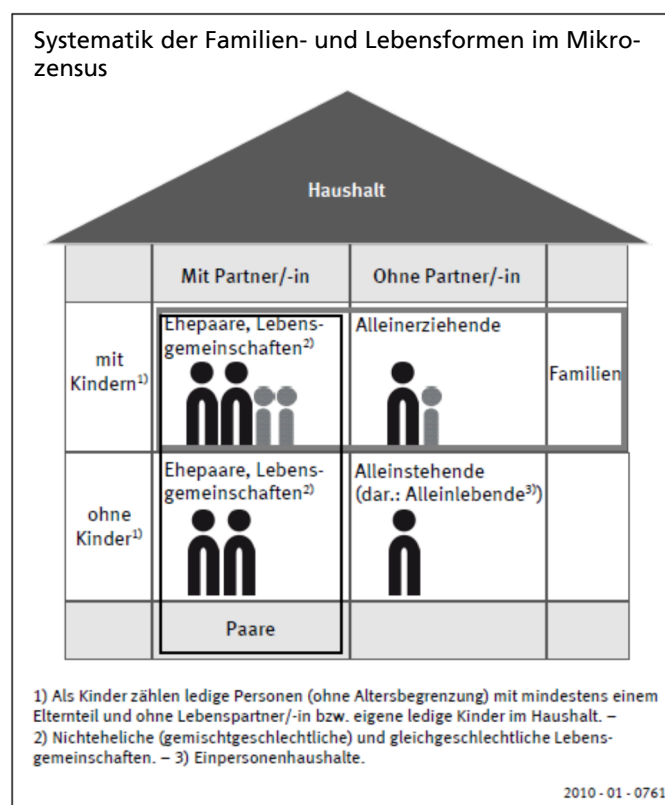 Systematik der Familien- und Lebensformen im Mikro-
zensus
Haushalt
Mit Partner/-in
Ohne Partner/-in
mit
Kindern1)
Ehepaare, Lebens-
gemeinschaften2)
Alleinerziehende
Familien
ohne
Kinder1)
Ehepaare, Lebens-
gemeinschaften2)
Alleinstehende
(dar.: Alleinlebende3))
Paare
1) Als Kinder zählen ledige Personen (ohne Altersbegrenzung) mit mindestens einem
Elternteil und ohne Lebenspartner/-in bzw. eigene ledige Kinder im Haushalt. –
2) Nichteheliche (gemischtgeschlechtliche) und gleichgeschlechtliche Lebens-
gemeinschaften. – 3) Einpersonenhaushalte.
2010 - 01 - 0761